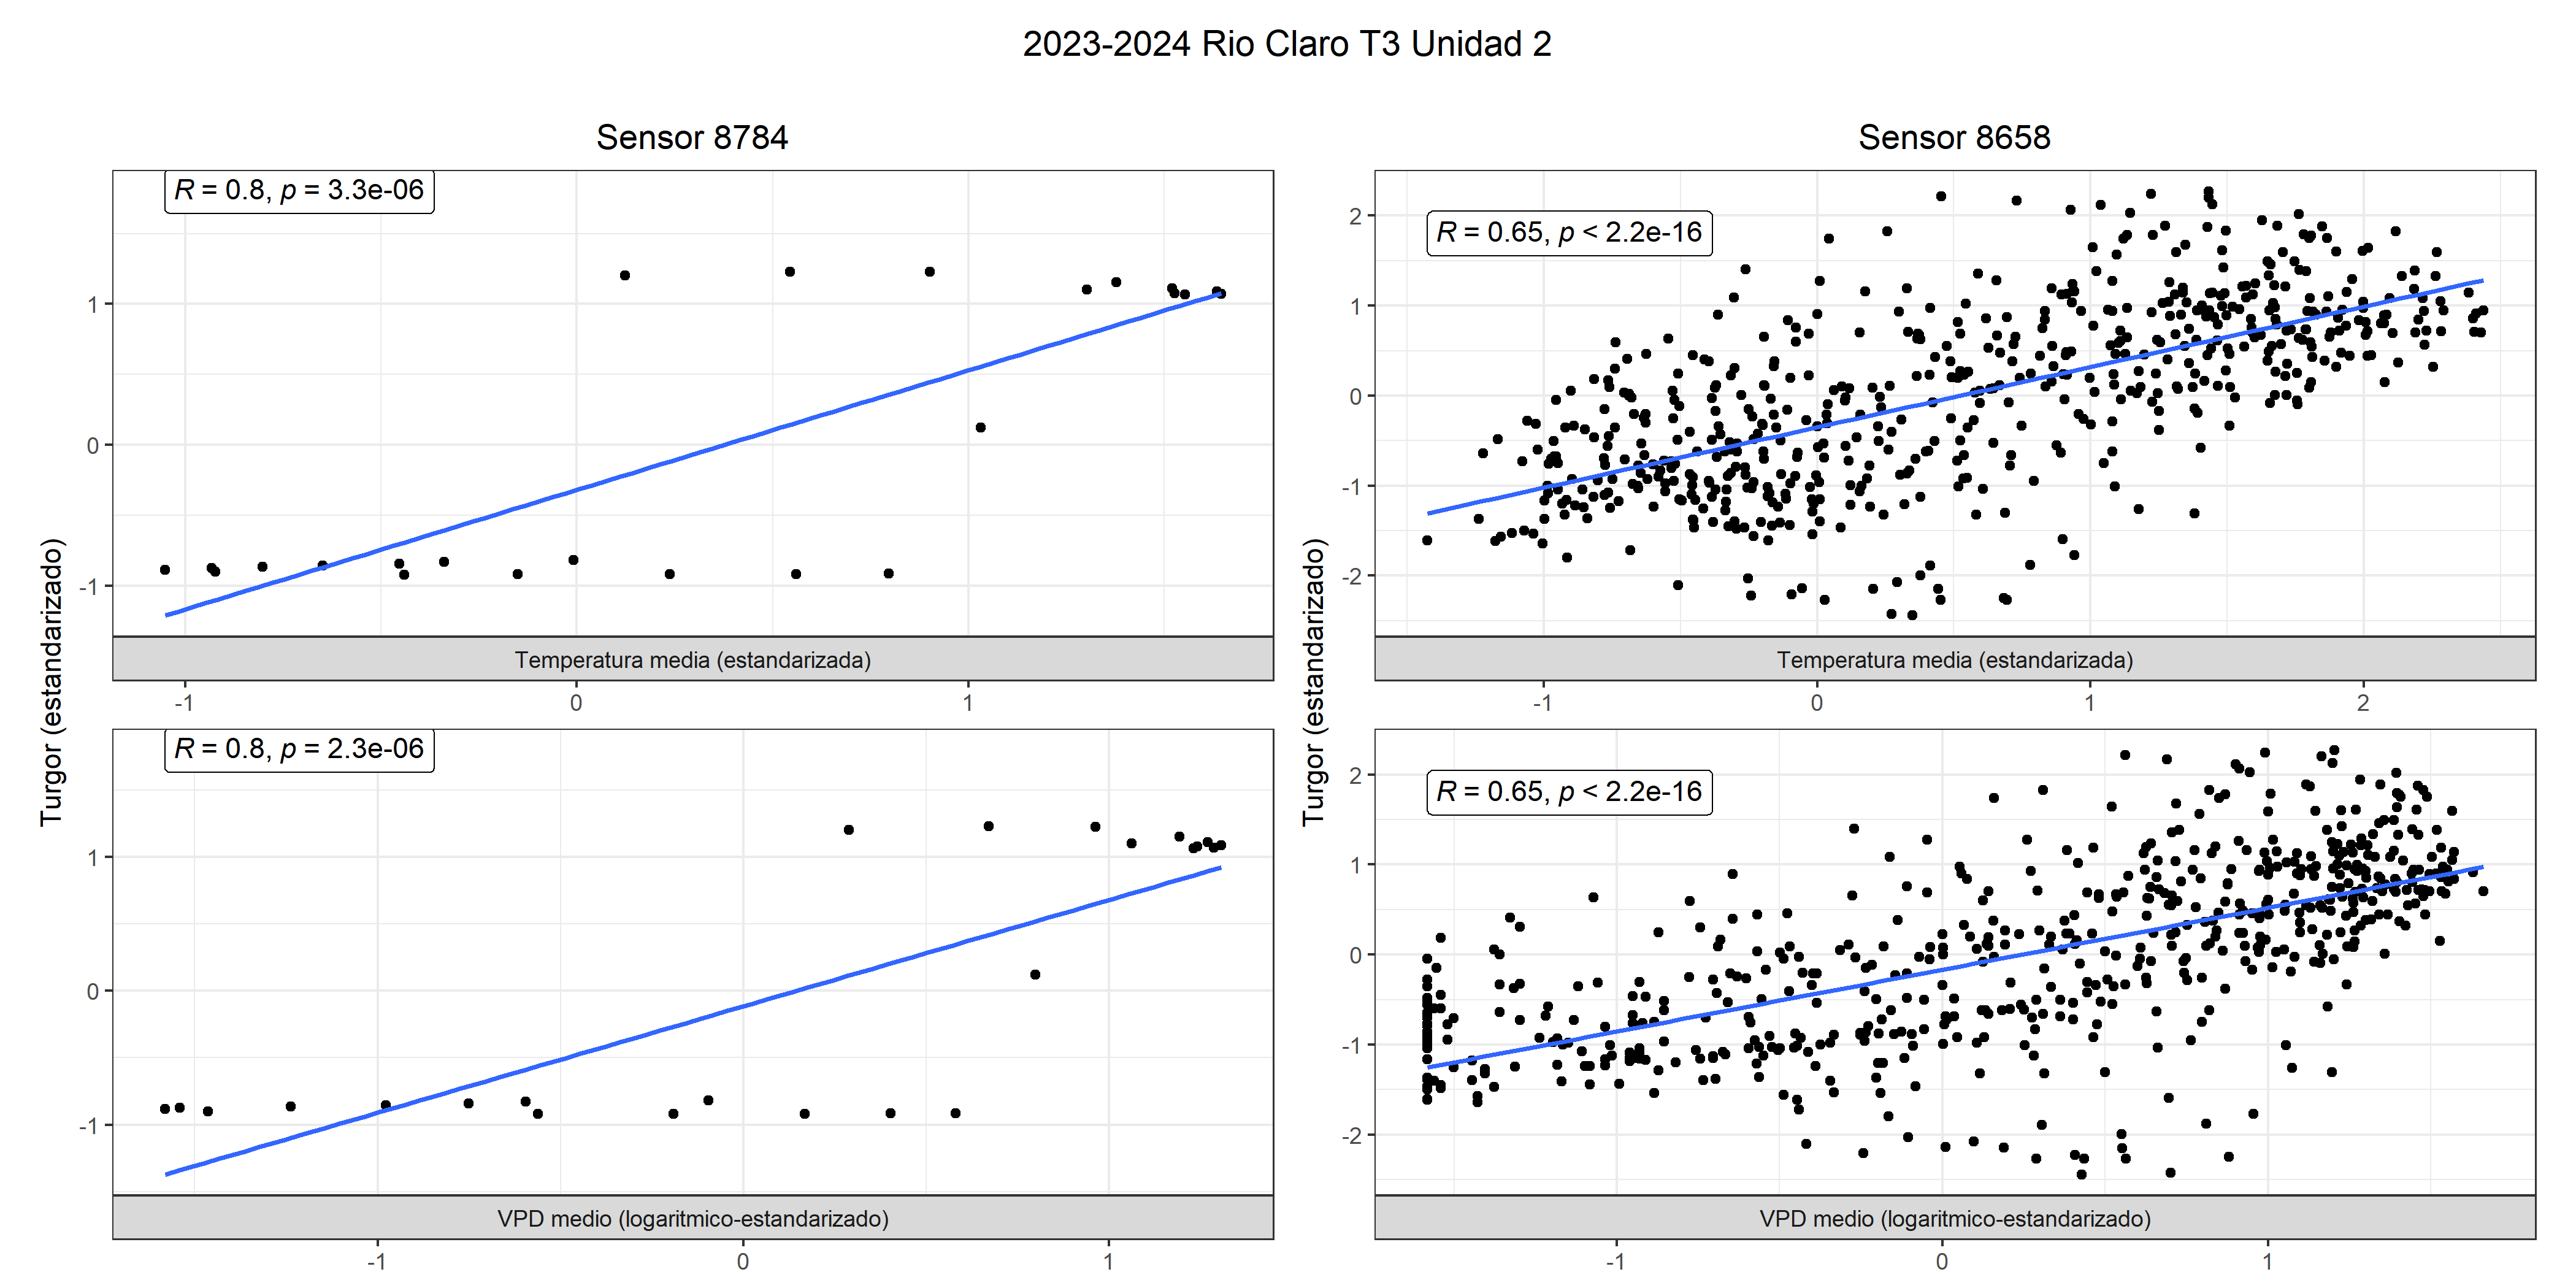 2023-2024 Rio Claro T3 Unidad 2
Sensor 8784
R = 0.8, p = 3.3e-06
1
0
-1
Temperatura media (estandarizada)
-1 0 1
R = 0.8, p = 2.3e-06
1
0
-1
VPD medio (logaritmico-estandarizado)
-1 0 1
Turgor (estandarizado)
Sensor 8658
R = 0.65, p < 2.2e-16
2
1
0
-1
-2
Temperatura media (estandarizada)
-1 0 1 2
R = 0.65, p < 2.2e-16
2
1
0
-1
-2
VPD medio (logaritmico-estandarizado)
-1 0 1
Turgor (estandarizado)